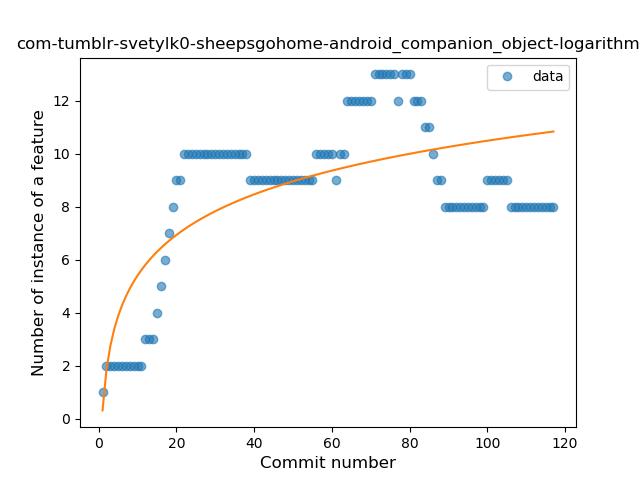 com-tumblr-svetylk0-sheepsgohome-android_companion_object-logarithm
data
Number of instance of a feature
12
10
8
6
4
2
0
0 20 40 60 80 100 120
Commit number